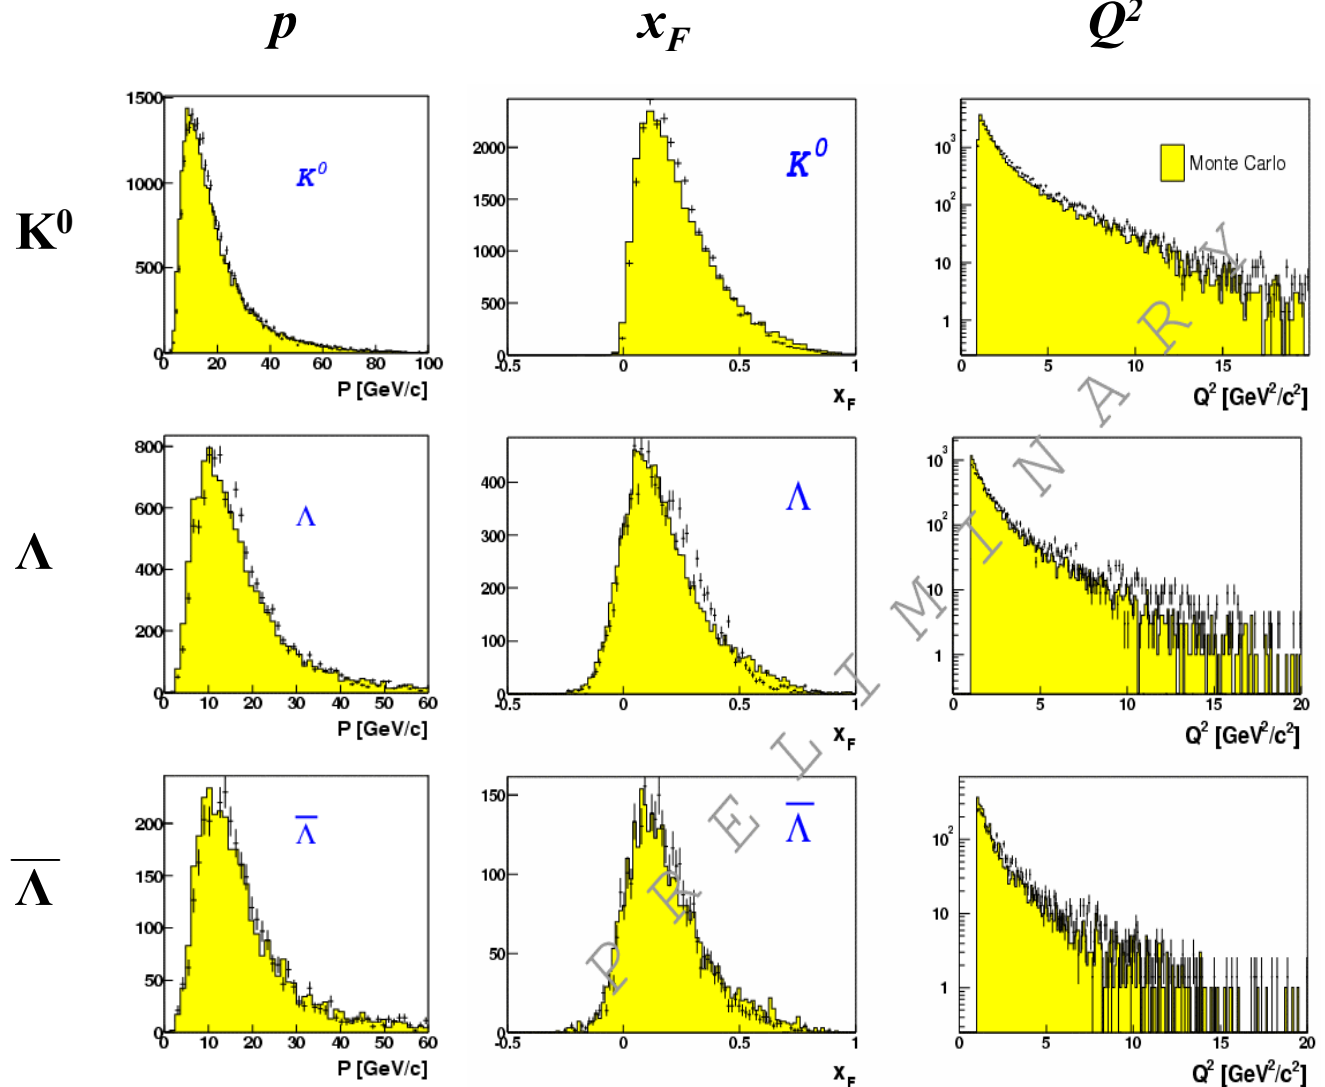 p x_F Q²
K⁰
1500
1000
500
0
0 20 40 60 80 100
P [GeV/c]
K⁰
2000
1500
1000
500
0
-0.5 0 0.5 1
x_F
K⁰
10³
10²
10
1
0 5 10 15
Q² [GeV²/c²]
Monte Carlo
Λ
800
600
400
200
0
0 10 20 30 40 50 60
P [GeV/c]
Λ
400
300
200
100
0
-0.5 0 0.5 1
x_F
Λ
10³
10²
10
1
0 5 10 15 20
Q² [GeV²/c²]
Λ̅
200
150
100
50
0
0 10 20 30 40 50 60
P [GeV/c]
Λ̅
150
100
50
0
-0.5 0 0.5 1
x_F
Λ̅
10²
10
1
0 5 10 15 20
Q² [GeV²/c²]
PRELIMINARY